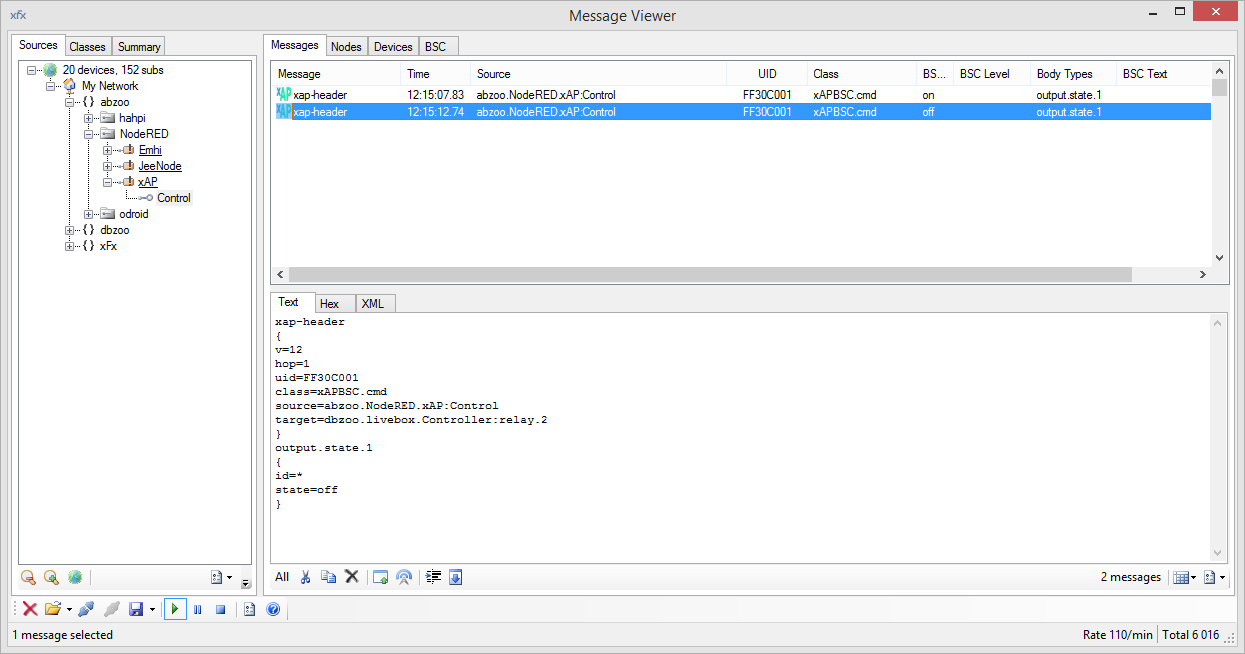 xfx
Message Viewer
Sources Classes Summary
20 devices, 152 subs
My Network
{} abzoo
hahpi
NodeRED
Emhi
JeeNode
xAP
Control
odroid
{} dbzoo
{} xFx
Messages Nodes Devices BSC
Message Time Source UID Class BS... BSC Level Body Types BSC Text
xAP xap-header 12:15:07.83 abzoo.NodeRED.xAP:Control FF30C001 xAPBSC.cmd on output.state.1
xAP xap-header 12:15:12.74 abzoo.NodeRED.xAP:Control FF30C001 xAPBSC.cmd off output.state.1
Text Hex XML
xap-header
{
v=12
hop=1
uid=FF30C001
class=xAPBSC.cmd
source=abzoo.NodeRED.xAP:Control
target=dbzoo.livebox.Controller:relay.2
}
output.state.1
{
id=*
state=off
}
All 2 messages
1 message selected Rate 110/min Total 6 016